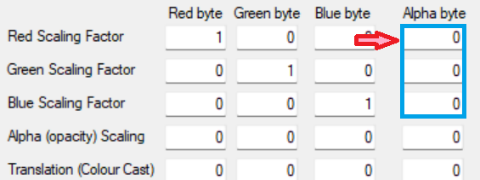 Red byte Green byte Blue byte Alpha byte
Red Scaling Factor 1 0 0 0
Green Scaling Factor 0 1 0 0
Blue Scaling Factor 0 0 1 0
Alpha (opacity) Scaling 0 0 0 0
Translation (Colour Cast) 0 0 0 0